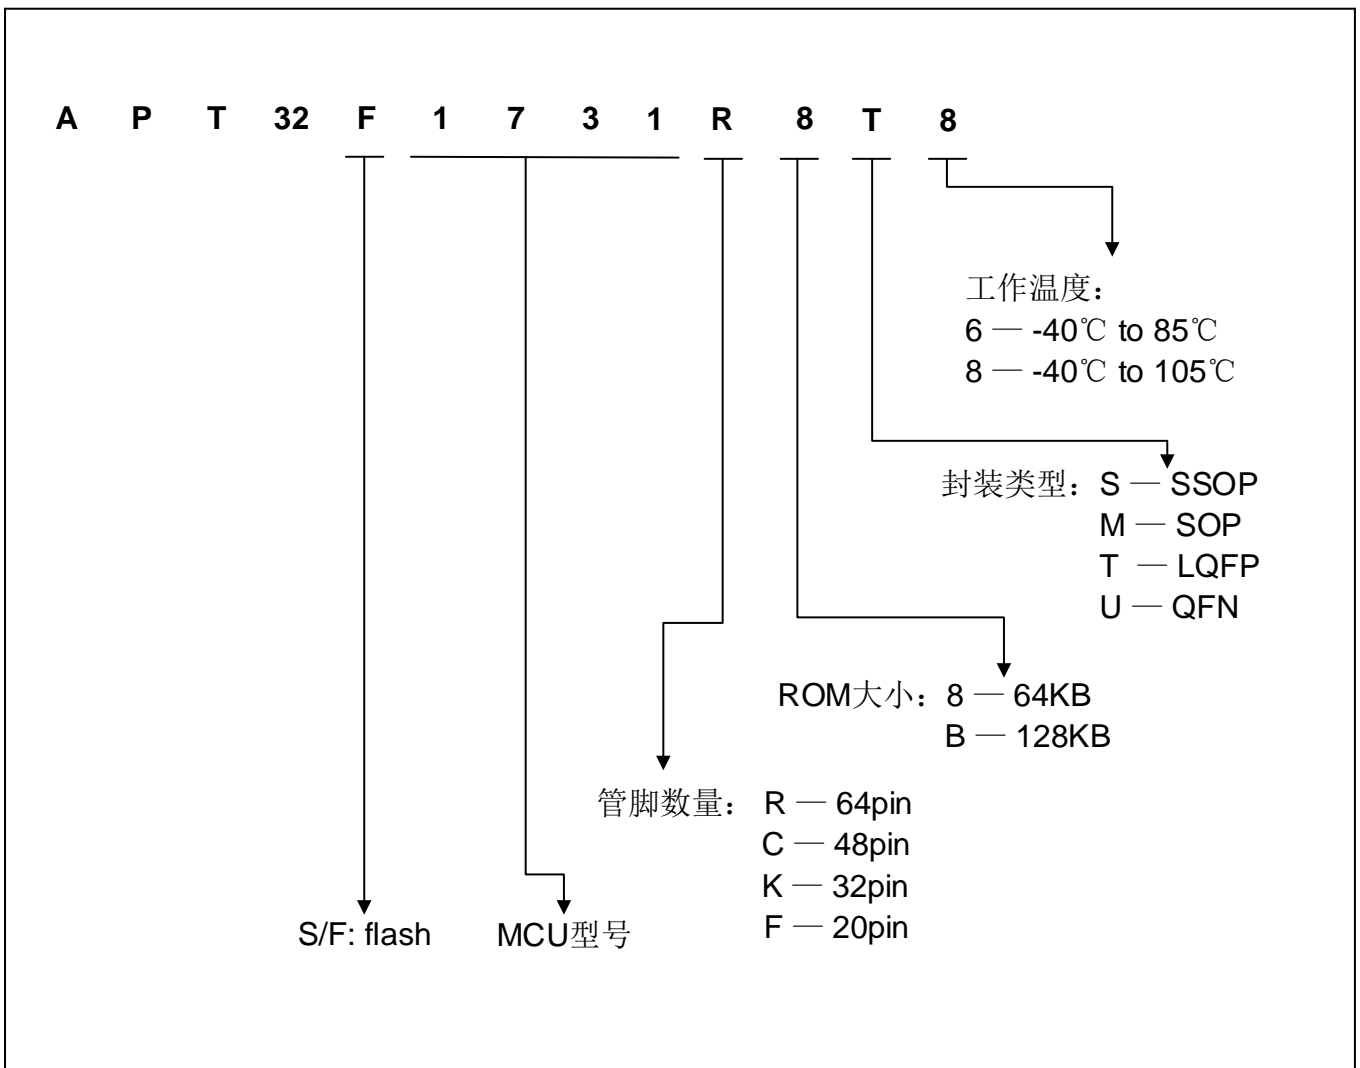 A P T 32 F 1 7 3 1 R 8 T 8
工作温度：
6 — -40℃ to 85℃
8 — -40℃ to 105℃
封装类型： S — SSOP
M — SOP
T — LQFP
U — QFN
ROM大小： 8 — 64KB
B — 128KB
管脚数量： R — 64pin
C — 48pin
K — 32pin
F — 20pin
S/F: flash
MCU型号